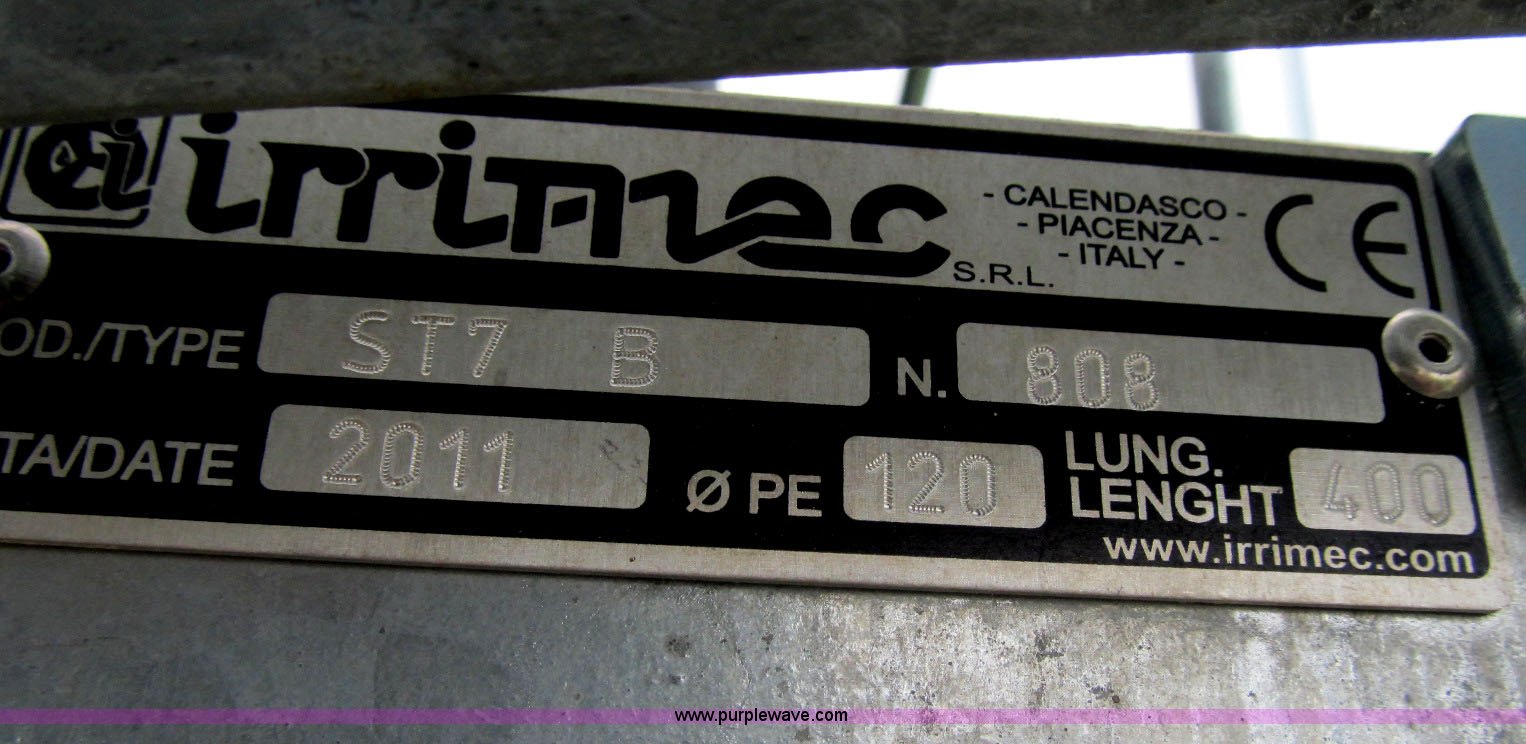 ei irrimec S.R.L.
- CALENDASCO -
- PIACENZA -
- ITALY -
CE
OD./TYPE ST7 B N. 808
TA/DATE 2011 Ø PE 120 LUNG.
LENGHT 400
www.irrimec.com
www.purplewave.com